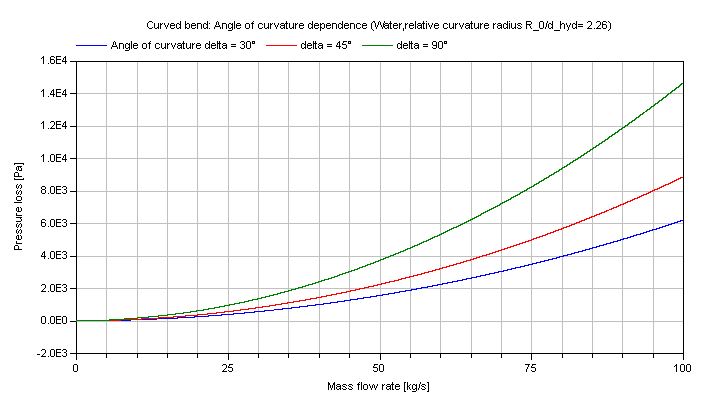 Curved bend: Angle of curvature dependence (Water,relative curvature radius R_0/d_hyd= 2.26)
Angle of curvature delta = 30° delta = 45° delta = 90°
1.6E4
1.4E4
1.2E4
1.0E4
8.0E3
6.0E3
4.0E3
2.0E3
0.0E0
-2.0E3
Pressure loss [Pa]
0 25 50 75 100
Mass flow rate [kg/s]